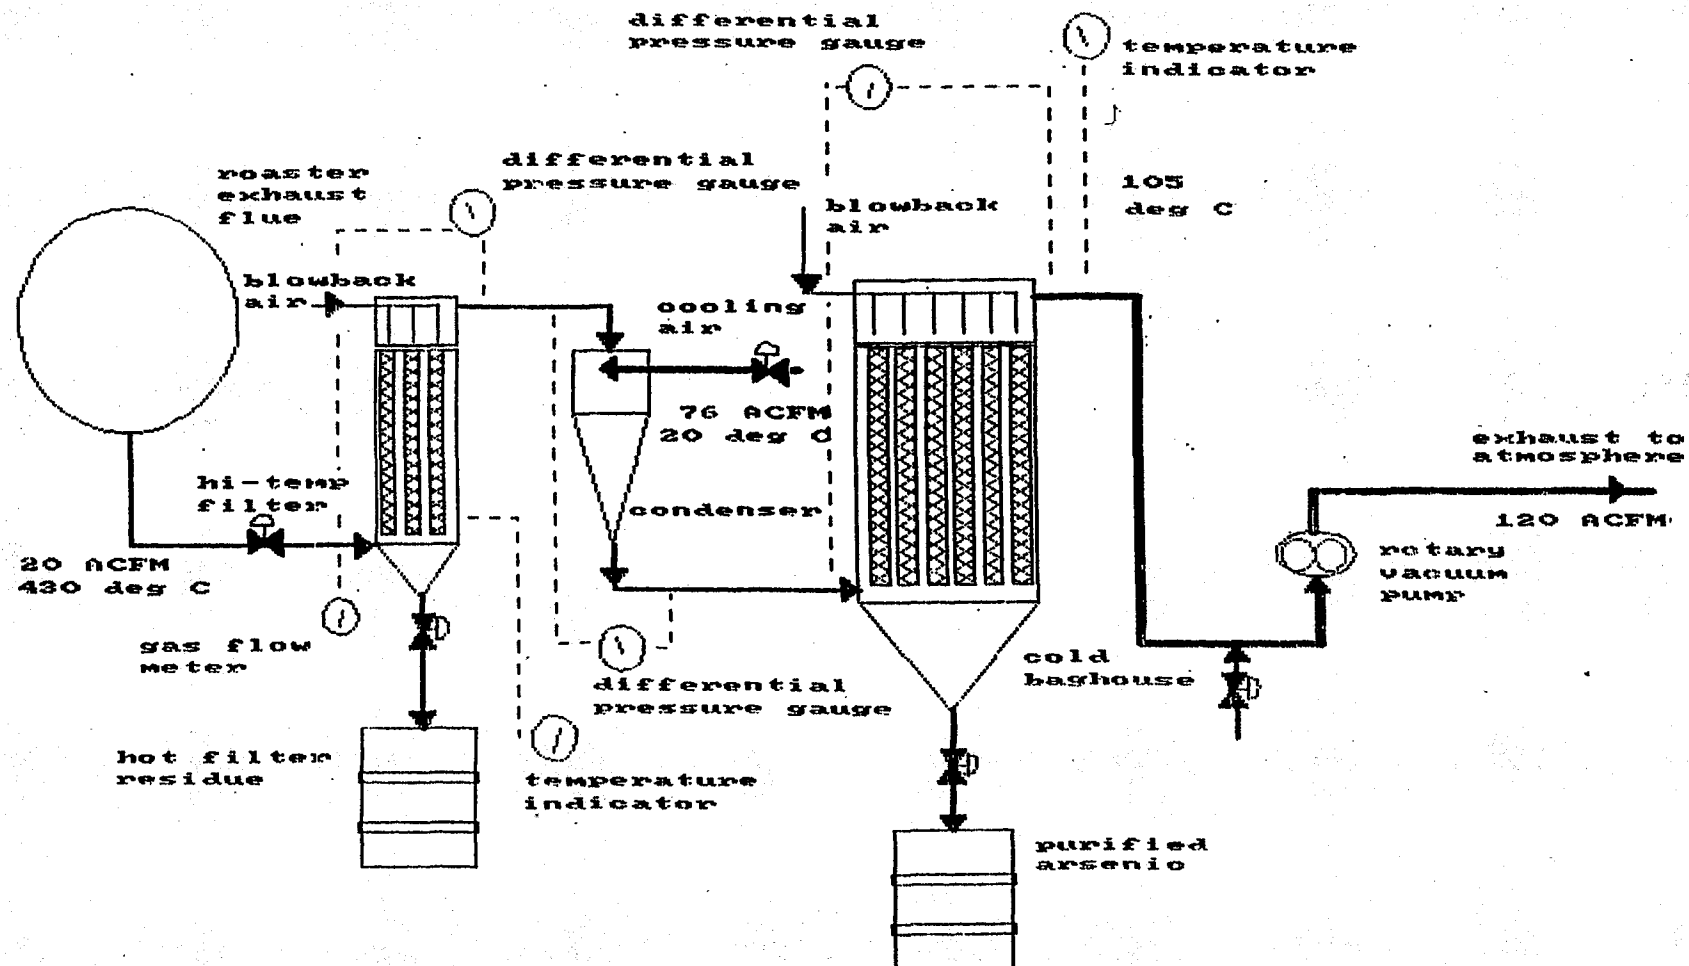 differential
pressure gauge
temperature
indicator
differential
pressure gauge
roaster
exhaust
flue
105
deg C
blowback
air
blowback
air
cooling
air
76 ACFM
20 deg C
exhaust to
atmosphere
hi-temp
filter
condenser
120 ACFM
20 ACFM
430 deg C
rotary
vacuum
pump
gas flow
meter
cold
baghouse
differential
pressure gauge
hot filter
residue
temperature
indicator
purified
arsenic